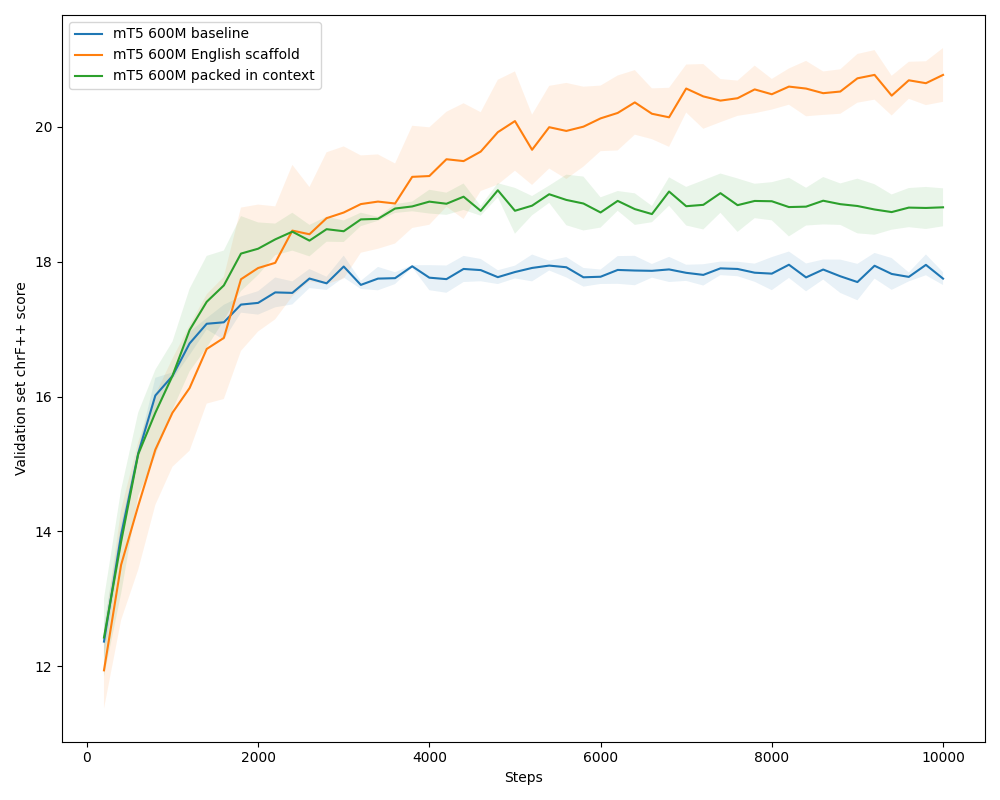 mT5 600M baseline
mT5 600M English scaffold
mT5 600M packed in context
Validation set chrF++ score
20
18
16
14
12
0
2000
4000
6000
8000
10000
Steps